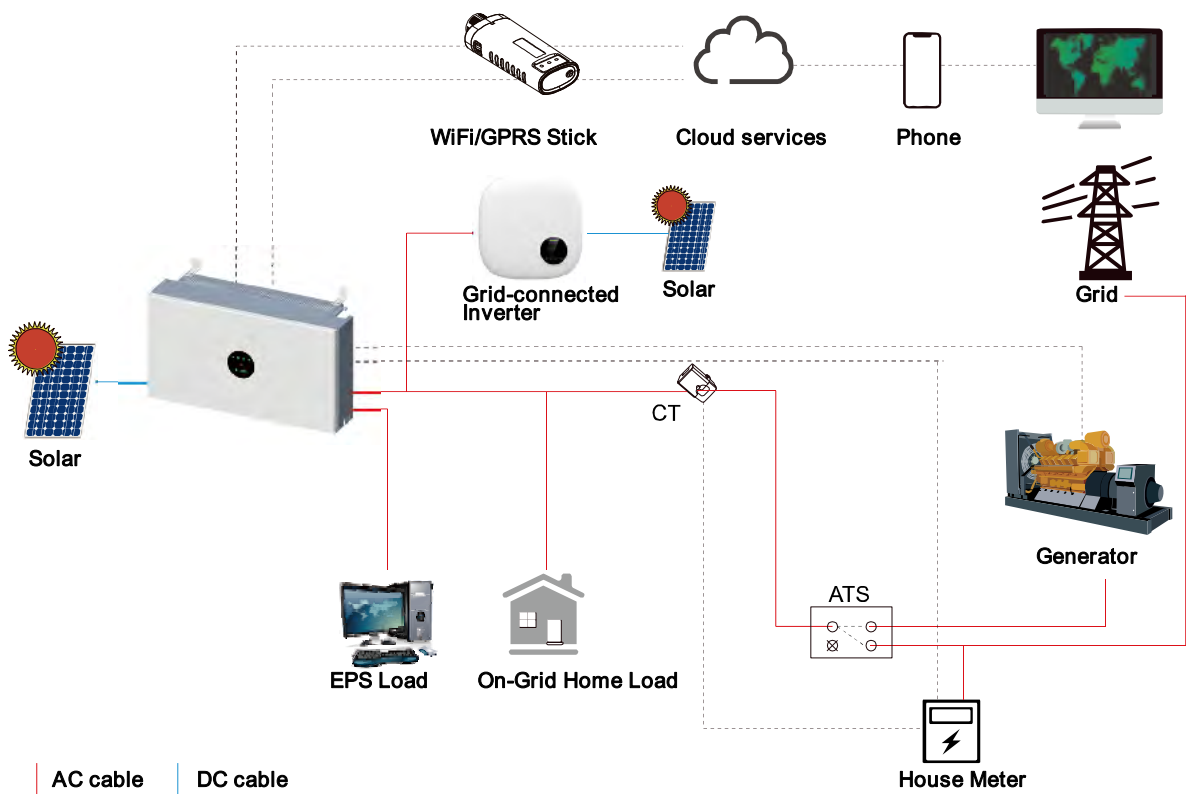 WiFi/GPRS Stick
Cloud services
Phone
Grid-connected
Inverter
Solar
Grid
Solar
CT
Generator
ATS
EPS Load
On-Grid Home Load
House Meter
AC cable
DC cable